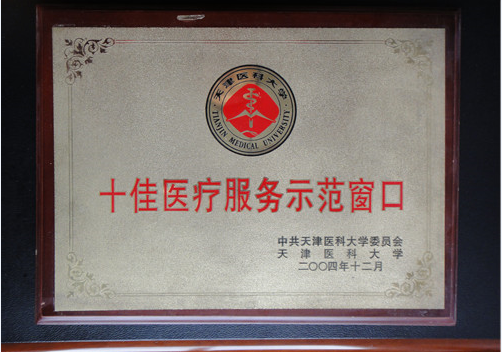 天津医科大学
TIANJIN MEDICAL UNIVERSITY
十佳医疗服务示范窗口
中共天津医科大学委员会
天津医科大学
二〇〇四年十二月